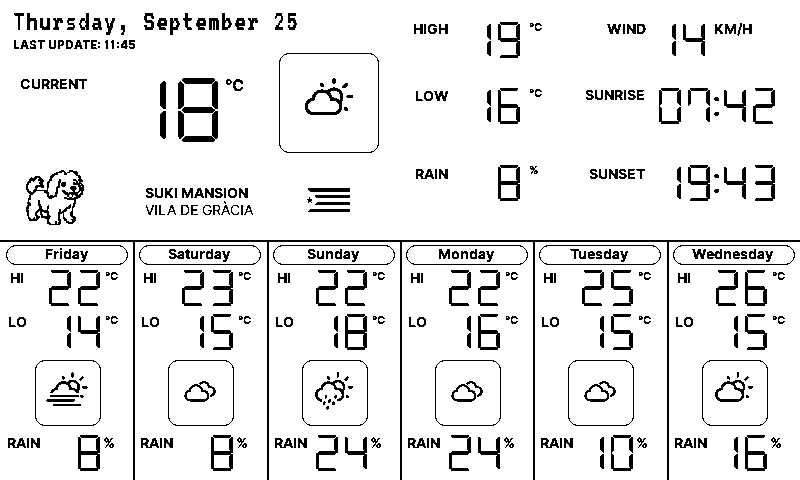 Thursday, September 25
LAST UPDATE: 11:45
CURRENT 18 °C
SUKI MANSION
VILA DE GRÀCIA
HIGH 19 °C
LOW 16 °C
RAIN 8 %
WIND 14 KM/H
SUNRISE 07:42
SUNSET 19:43
Friday
HI 22 °C
LO 14 °C
RAIN 8 %
Saturday
HI 23 °C
LO 15 °C
RAIN 8 %
Sunday
HI 22 °C
LO 18 °C
RAIN 24 %
Monday
HI 22 °C
LO 16 °C
RAIN 24 %
Tuesday
HI 25 °C
LO 15 °C
RAIN 10 %
Wednesday
HI 26 °C
LO 15 °C
RAIN 16 %